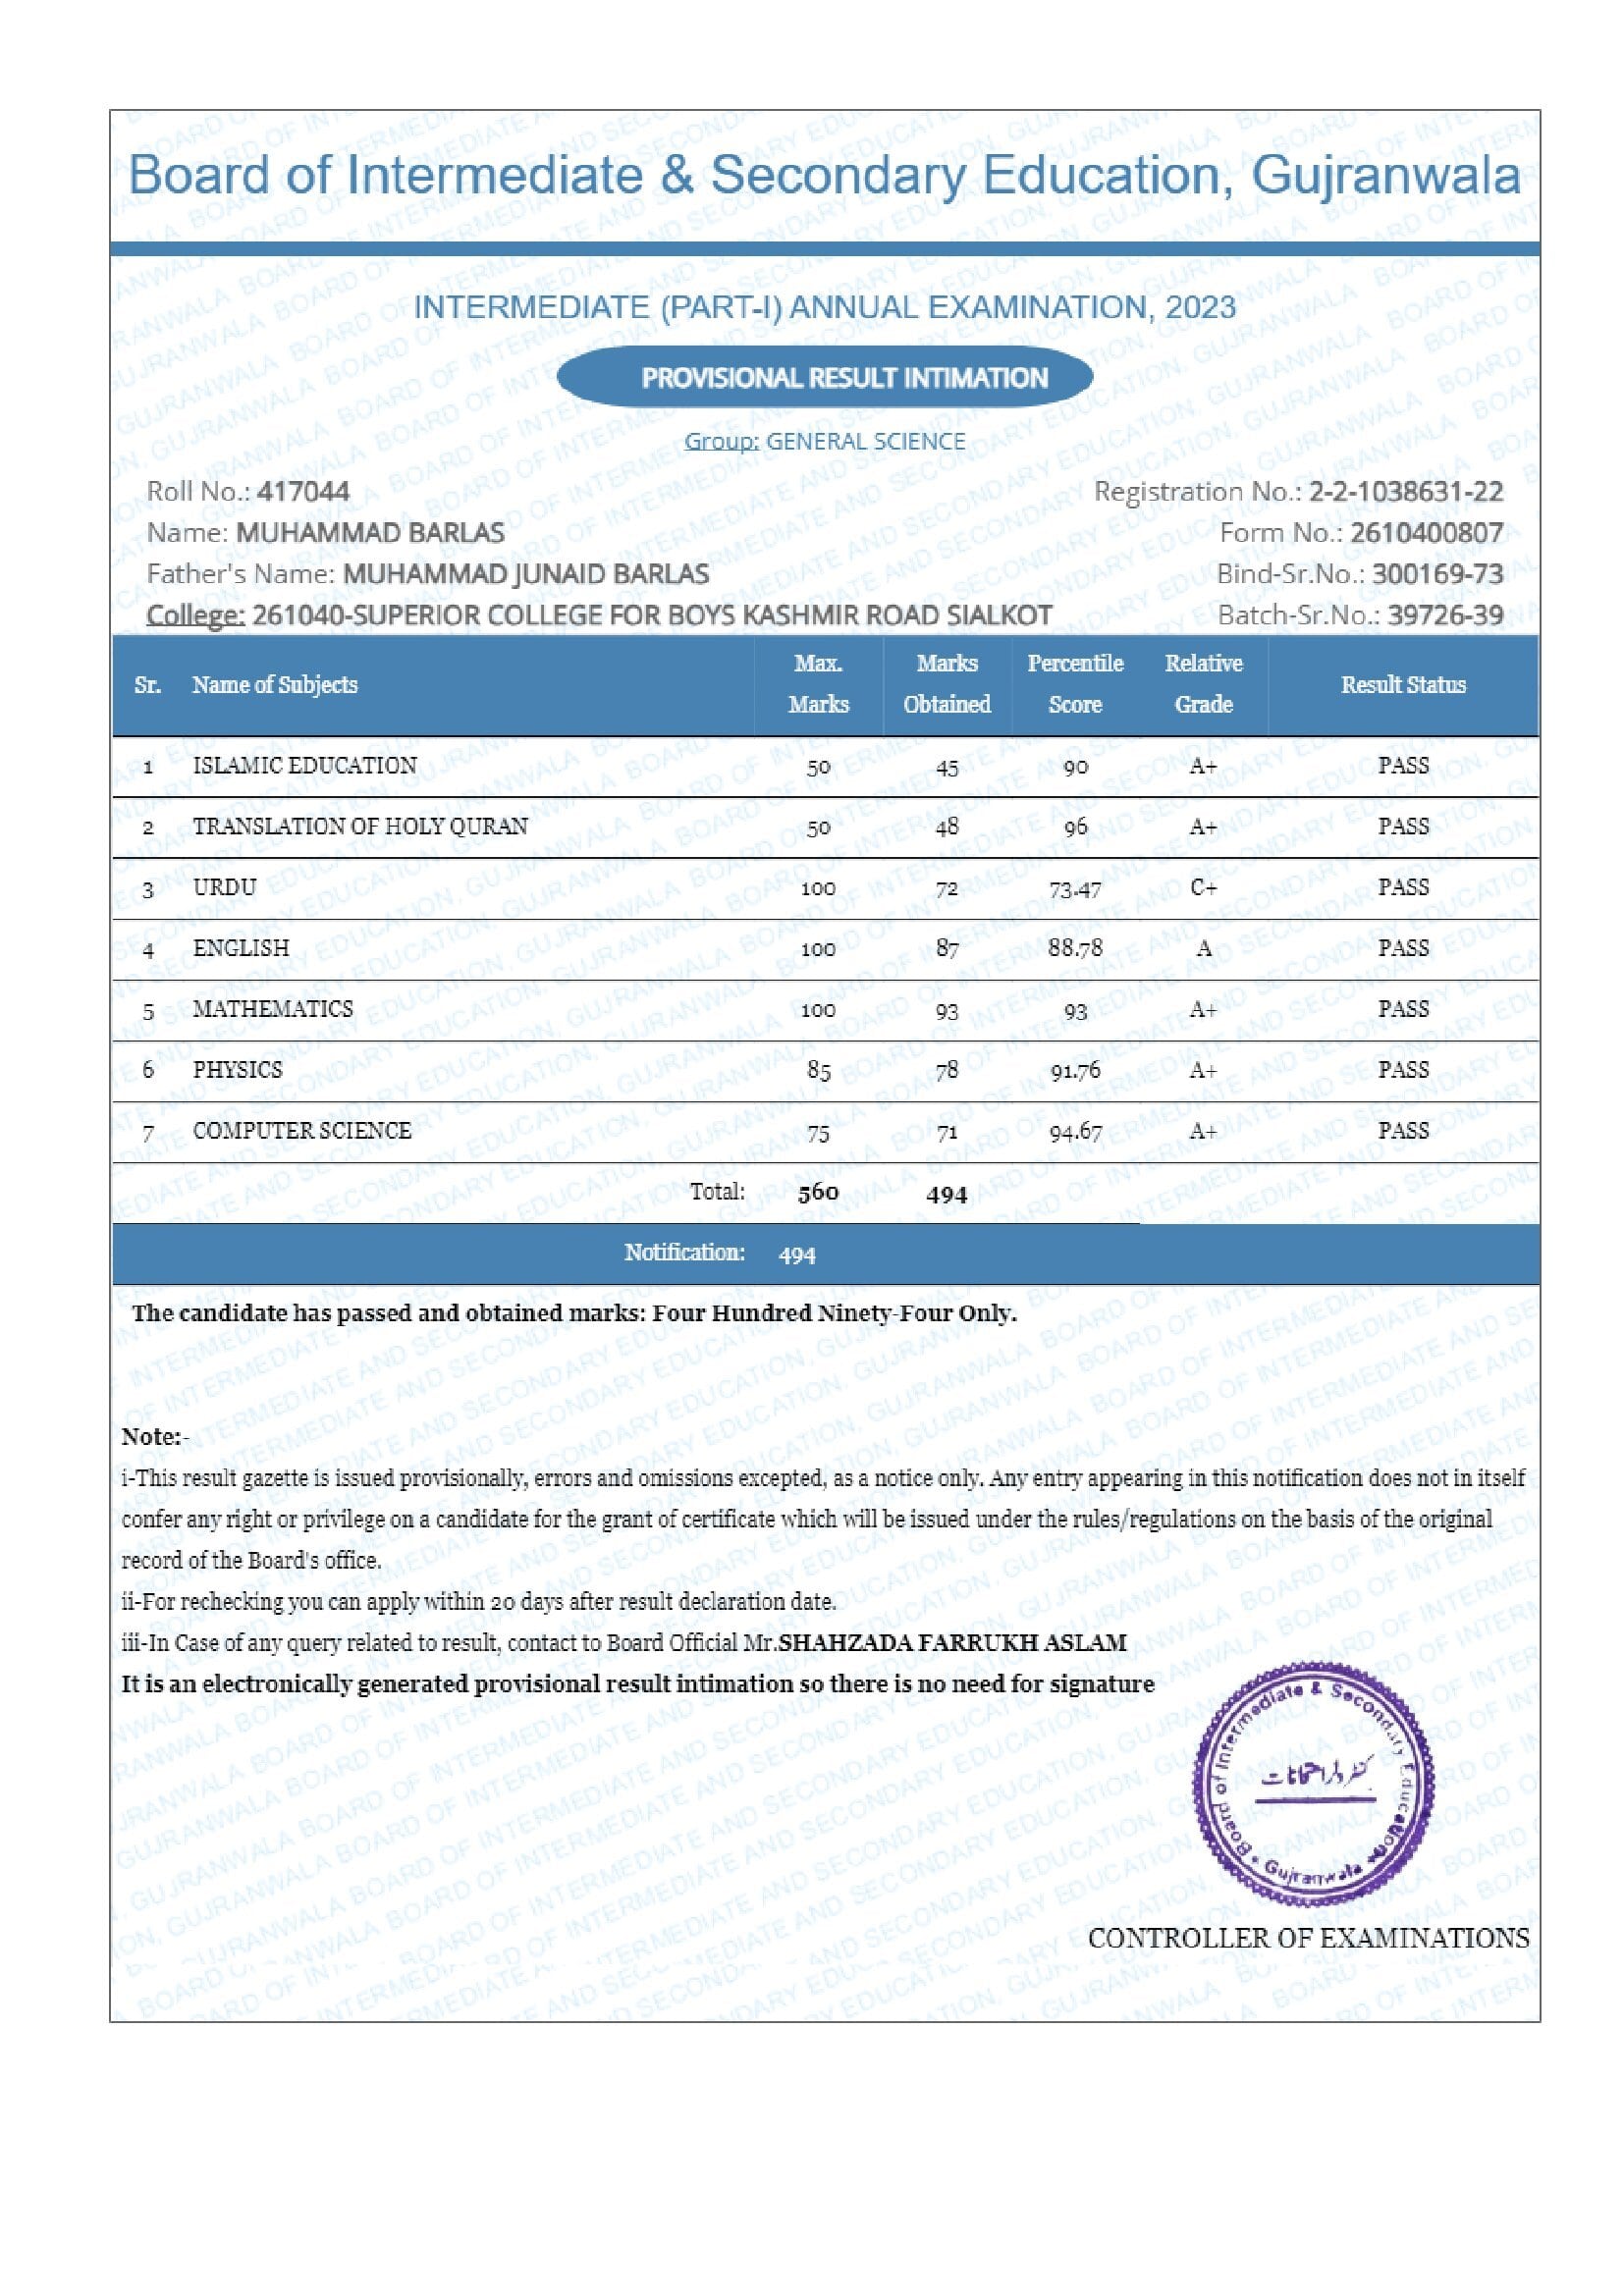 Board of Intermediate & Secondary Education, Gujranwala
INTERMEDIATE (PART-I) ANNUAL EXAMINATION, 2023
PROVISIONAL RESULT INTIMATION
Group: GENERAL SCIENCE
Roll No.: 417044 Registration No.: 2-2-1038631-22
Name: MUHAMMAD BARLAS Form No.: 2610400807
Father's Name: MUHAMMAD JUNAID BARLAS Bind-Sr.No.: 300169-73
College: 261040-SUPERIOR COLLEGE FOR BOYS KASHMIR ROAD SIALKOT Batch-Sr.No.: 39726-39
Sr. Name of Subjects Max. Marks Marks Obtained Percentile Score Relative Grade Result Status
1 ISLAMIC EDUCATION 50 45 90 A+ PASS
2 TRANSLATION OF HOLY QURAN 50 48 96 A+ PASS
3 URDU 100 72 73.47 C+ PASS
4 ENGLISH 100 87 88.78 A PASS
5 MATHEMATICS 100 93 93 A+ PASS
6 PHYSICS 85 78 91.76 A+ PASS
7 COMPUTER SCIENCE 75 71 94.67 A+ PASS
Total: 560 494
Notification: 494
The candidate has passed and obtained marks: Four Hundred Ninety-Four Only.
Note:-
i-This result gazette is issued provisionally, errors and omissions excepted, as a notice only. Any entry appearing in this notification does not in itself
confer any right or privilege on a candidate for the grant of certificate which will be issued under the rules/regulations on the basis of the original
record of the Board's office.
ii-For rechecking you can apply within 20 days after result declaration date.
iii-In Case of any query related to result, contact to Board Official Mr.SHAHZADA FARRUKH ASLAM
It is an electronically generated provisional result intimation so there is no need for signature
Board of Intermediate & Secondary Education
کنٹرولر امتحانات
Gujranwala
CONTROLLER OF EXAMINATIONS